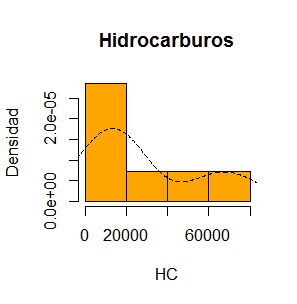 Hidrocarburos
Densidad
0.0e+00
2.0e-05
0
20000
60000
HC